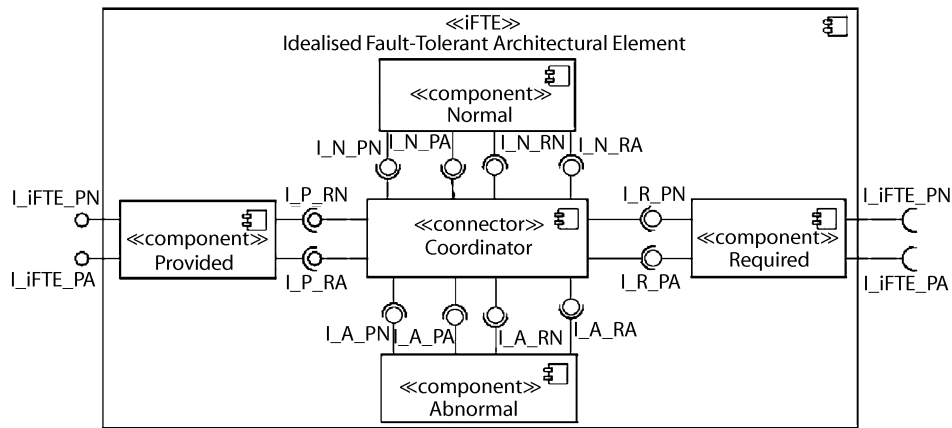 ≪iFTE≫
Idealised Fault-Tolerant Architectural Element
≪component≫
Normal
I_N_PN
I_N_PA
I_N_RN
I_N_RA
I_iFTE_PN
I_iFTE_PA
≪component≫
Provided
I_P_RN
I_P_RA
≪connector≫
Coordinator
I_R_PN
I_R_PA
≪component≫
Required
I_iFTE_PN
I_iFTE_PA
I_A_PN
I_A_PA
I_A_RN
I_A_RA
≪component≫
Abnormal